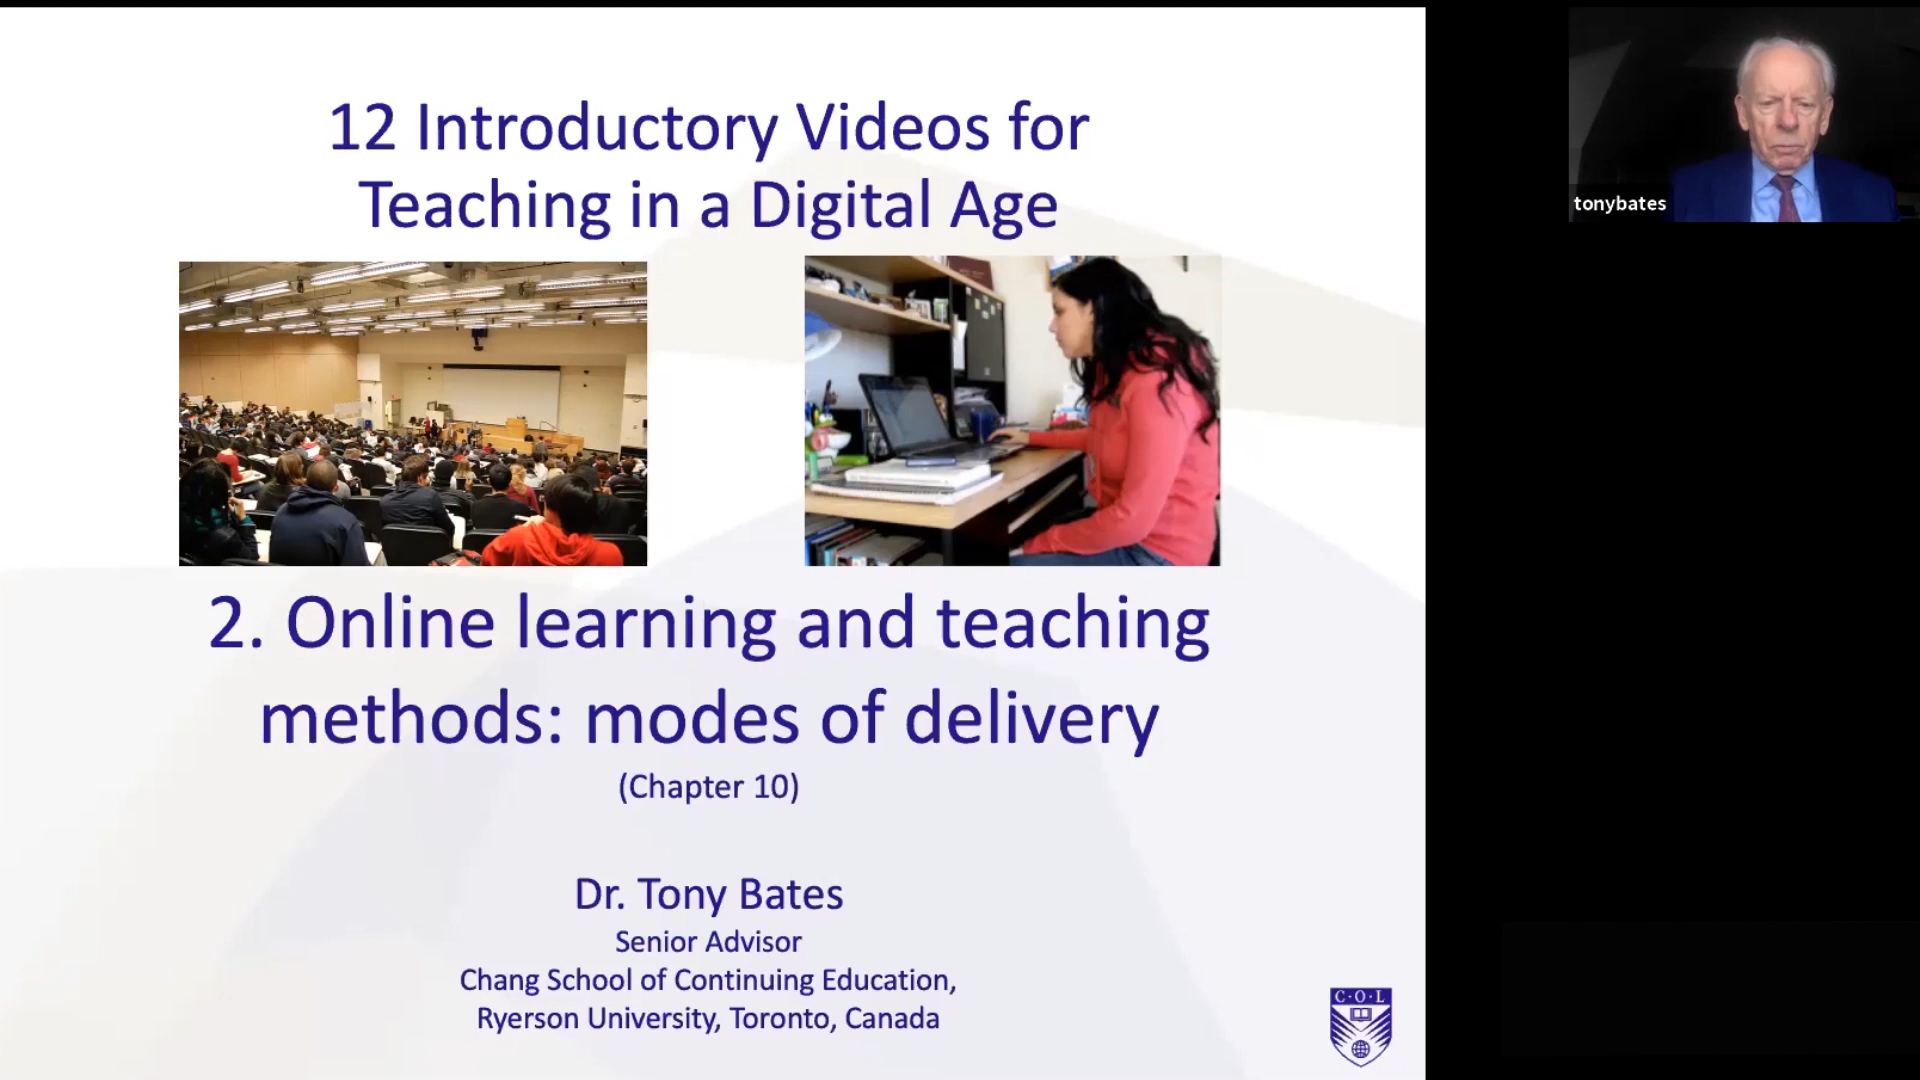 12 Introductory Videos for
Teaching in a Digital Age
tonybates
2. Online learning and teaching
methods: modes of delivery
(Chapter 10)
Dr. Tony Bates
Senior Advisor
Chang School of Continuing Education,
Ryerson University, Toronto, Canada
C·O·L